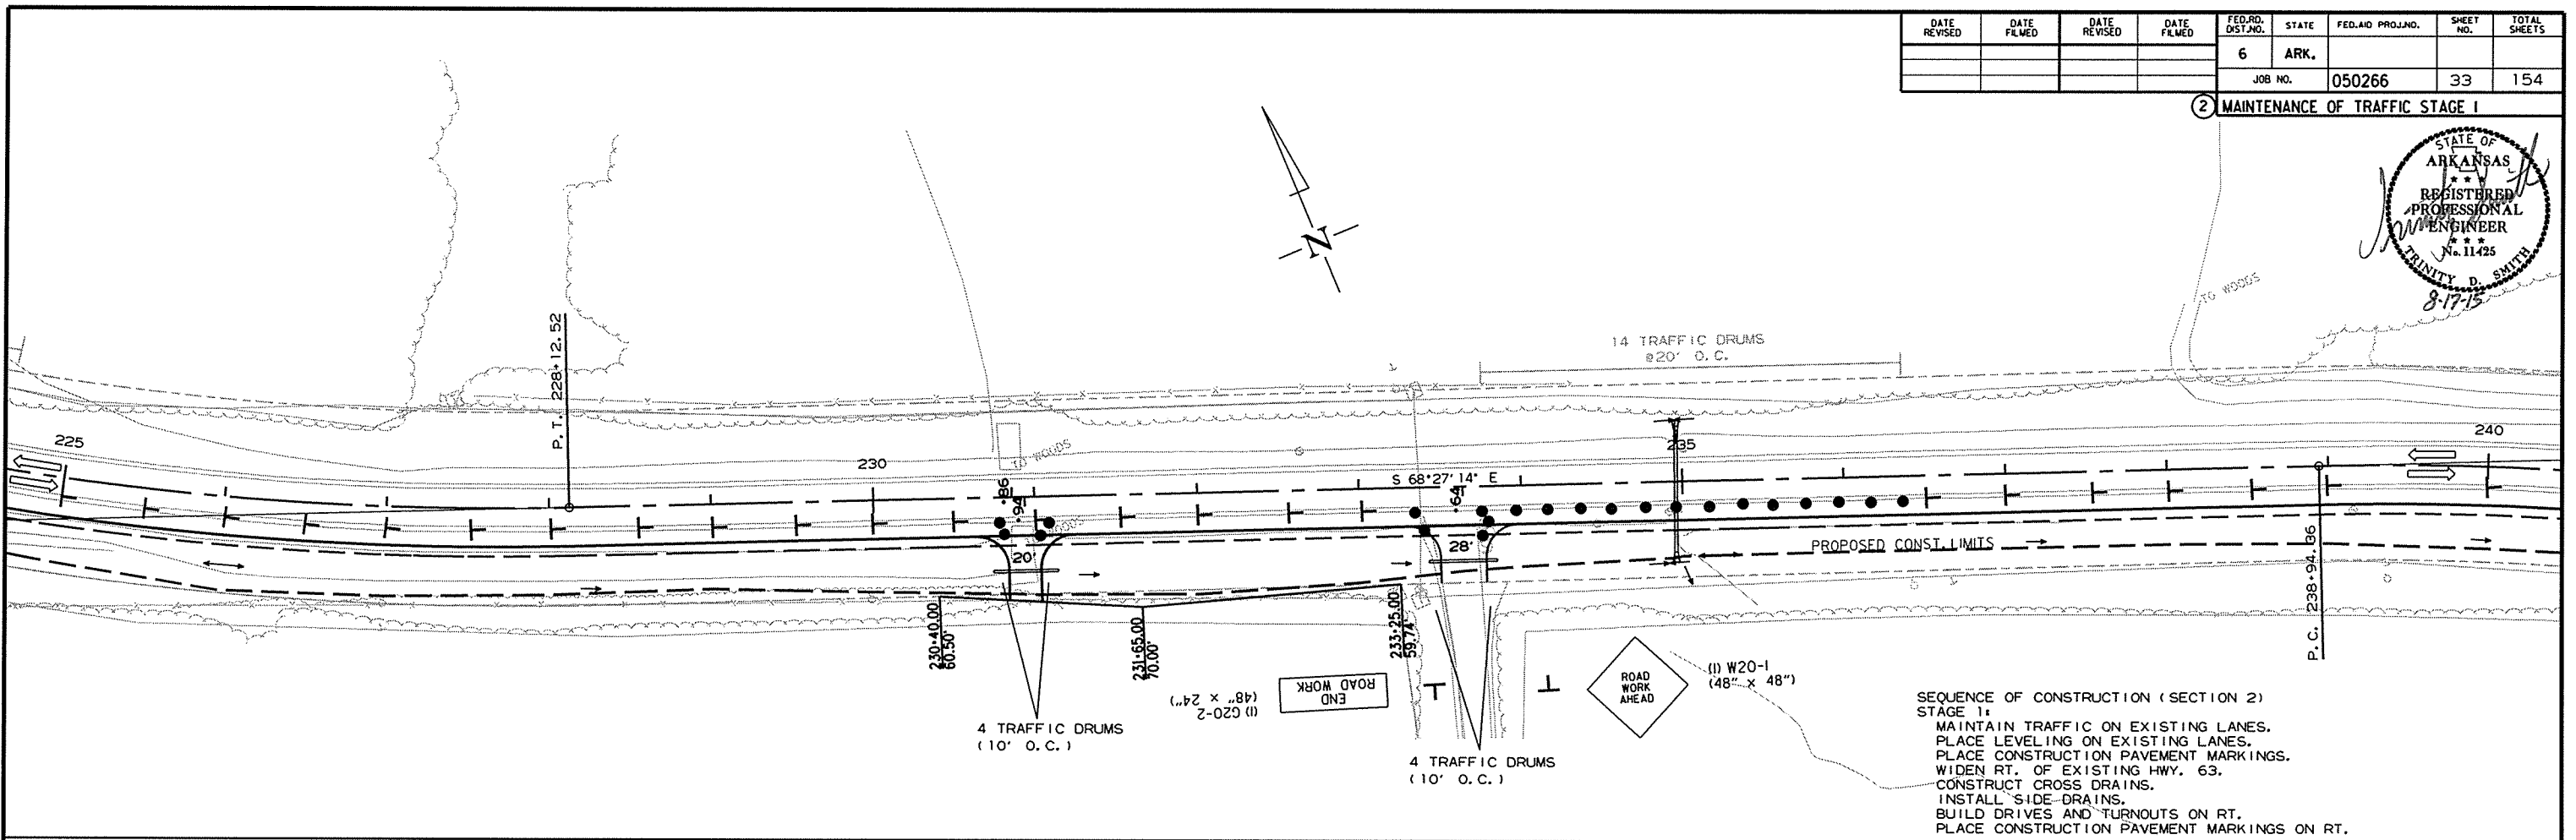 DATE REVISED
DATE FILMED
DATE REVISED
DATE FILMED
FED.RD. DIST.NO.
STATE
FED.AID PROJ.NO.
SHEET NO.
TOTAL SHEETS
6
ARK.
JOB NO.
050266
33
154
2 MAINTENANCE OF TRAFFIC STAGE 1
STATE OF
ARKANSAS
REGISTERED
PROFESSIONAL
ENGINEER
No. 11425
TRINITY D. SMITH
8-17-15
N
TO WOODS
14 TRAFFIC DRUMS
@20' O.C.
P.T. 228+12.52
225
230
TO WOODS
235
240
S 68°27'14" E
.86
.94
.64
WOODS
20'
28'
PROPOSED CONST. LIMITS
P.C. 238+94.86
230+40.00
60.50'
231+65.00
70.00'
233+25.00
59.74'
(1) G20-2
(48" x 24")
END
ROAD WORK
ROAD
WORK
AHEAD
(1) W20-1
(48" x 48")
4 TRAFFIC DRUMS
(10' O.C.)
4 TRAFFIC DRUMS
(10' O.C.)
SEQUENCE OF CONSTRUCTION (SECTION 2)
STAGE 1:
MAINTAIN TRAFFIC ON EXISTING LANES.
PLACE LEVELING ON EXISTING LANES.
PLACE CONSTRUCTION PAVEMENT MARKINGS.
WIDEN RT. OF EXISTING HWY. 63.
CONSTRUCT CROSS DRAINS.
INSTALL SIDE DRAINS.
BUILD DRIVES AND TURNOUTS ON RT.
PLACE CONSTRUCTION PAVEMENT MARKINGS ON RT.